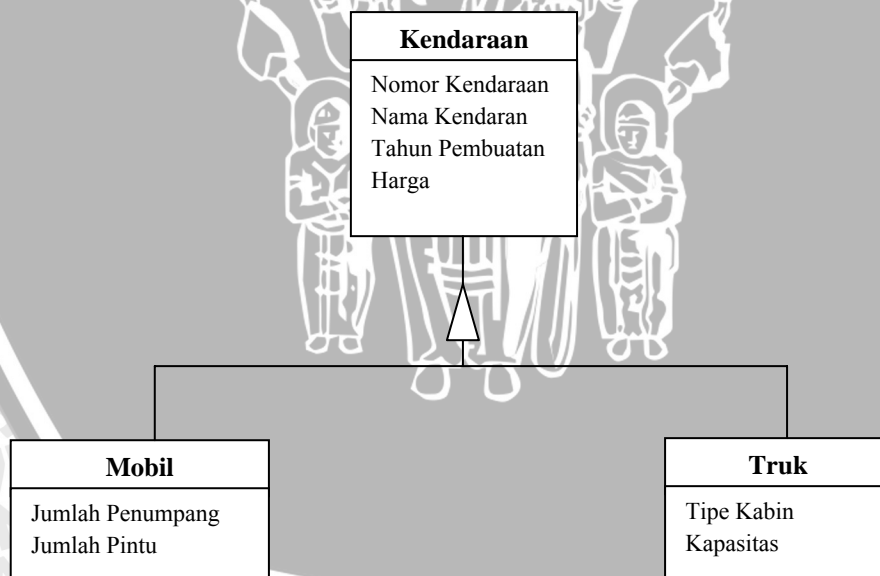 Kendaraan
Nomor Kendaraan
Nama Kendaran
Tahun Pembuatan
Harga
Mobil
Jumlah Penumpang
Jumlah Pintu
Truk
Tipe Kabin
Kapasitas